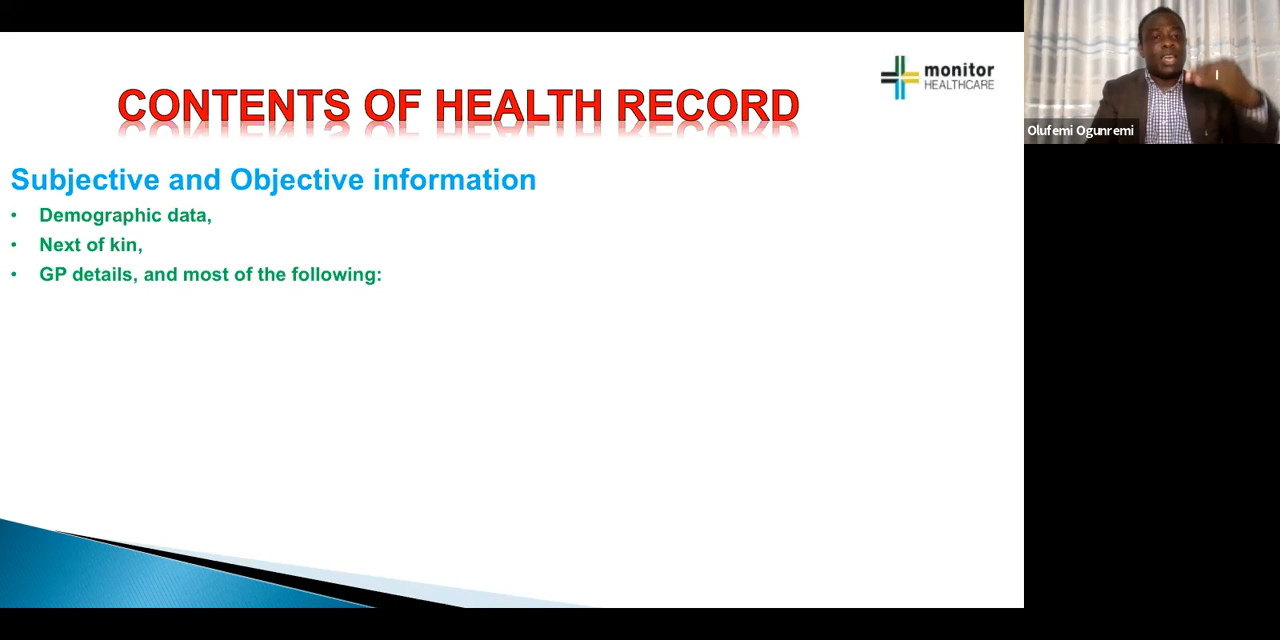 CONTENTS OF HEALTH RECORD
monitor
HEALTHCARE
Subjective and Objective information
• Demographic data,
• Next of kin,
• GP details, and most of the following:
Olufemi Ogunremi